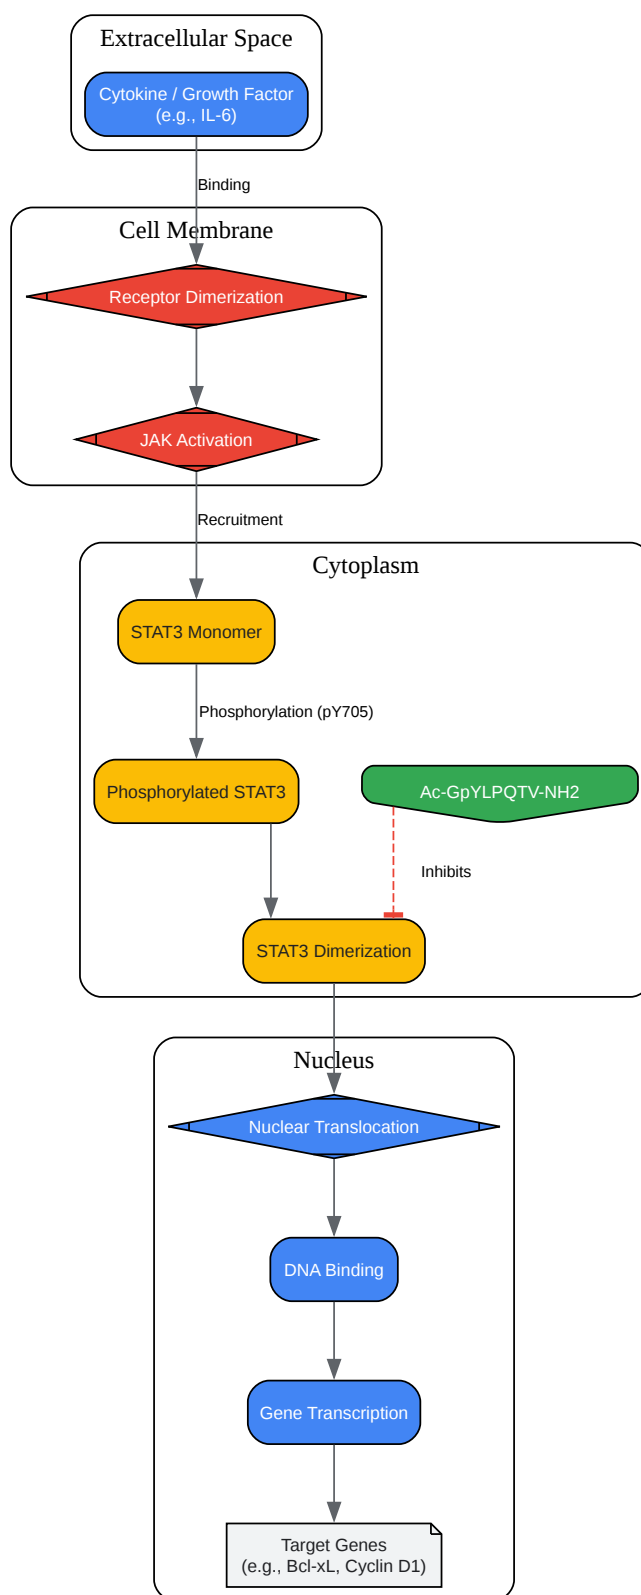 Extracellular Space
Cytokine / Growth Factor
(e.g., IL-6)
Binding
Cell Membrane
Receptor Dimerization
JAK Activation
Recruitment
Cytoplasm
STAT3 Monomer
Phosphorylation (pY705)
Phosphorylated STAT3
Ac-GpYLPQTV-NH2
Inhibits
STAT3 Dimerization
Nucleus
Nuclear Translocation
DNA Binding
Gene Transcription
Target Genes
(e.g., Bcl-xL, Cyclin D1)